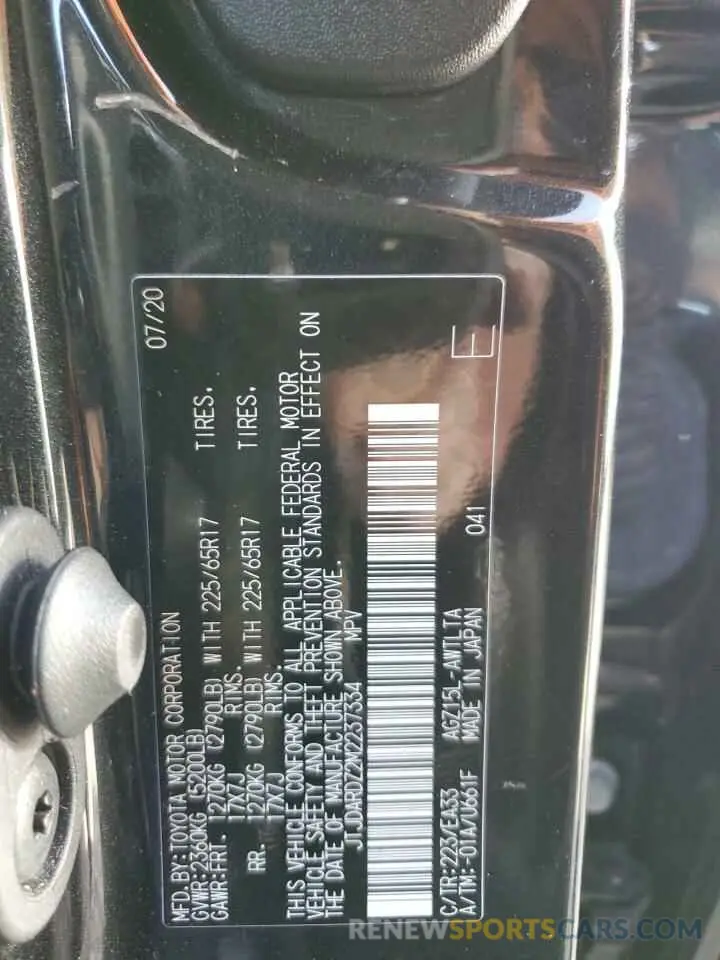 MFD. BY: TOYOTA MOTOR CORPORATION 07/20
GVWR: 2360KG (5200LB)
GAWR: FRT. 1270KG (2790LB) WITH 225/65R17 TIRES.
17X7J RIMS.
RR. 1270KG (2790LB) WITH 225/65R17 TIRES.
17X7J RIMS.
THIS VEHICLE CONFORMS TO ALL APPLICABLE FEDERAL MOTOR
VEHICLE SAFETY AND THEFT PREVENTION STANDARDS IN EFFECT ON
THE DATE OF MANUFACTURE SHOWN ABOVE.
JTJDARDZ2M2237334 MPV
C/TR: 223/EA33 AGZ15L-AWTLTA
A/TM: -01A/U661F MADE IN JAPAN 041
E
RENEWSPORTSCARS.COM